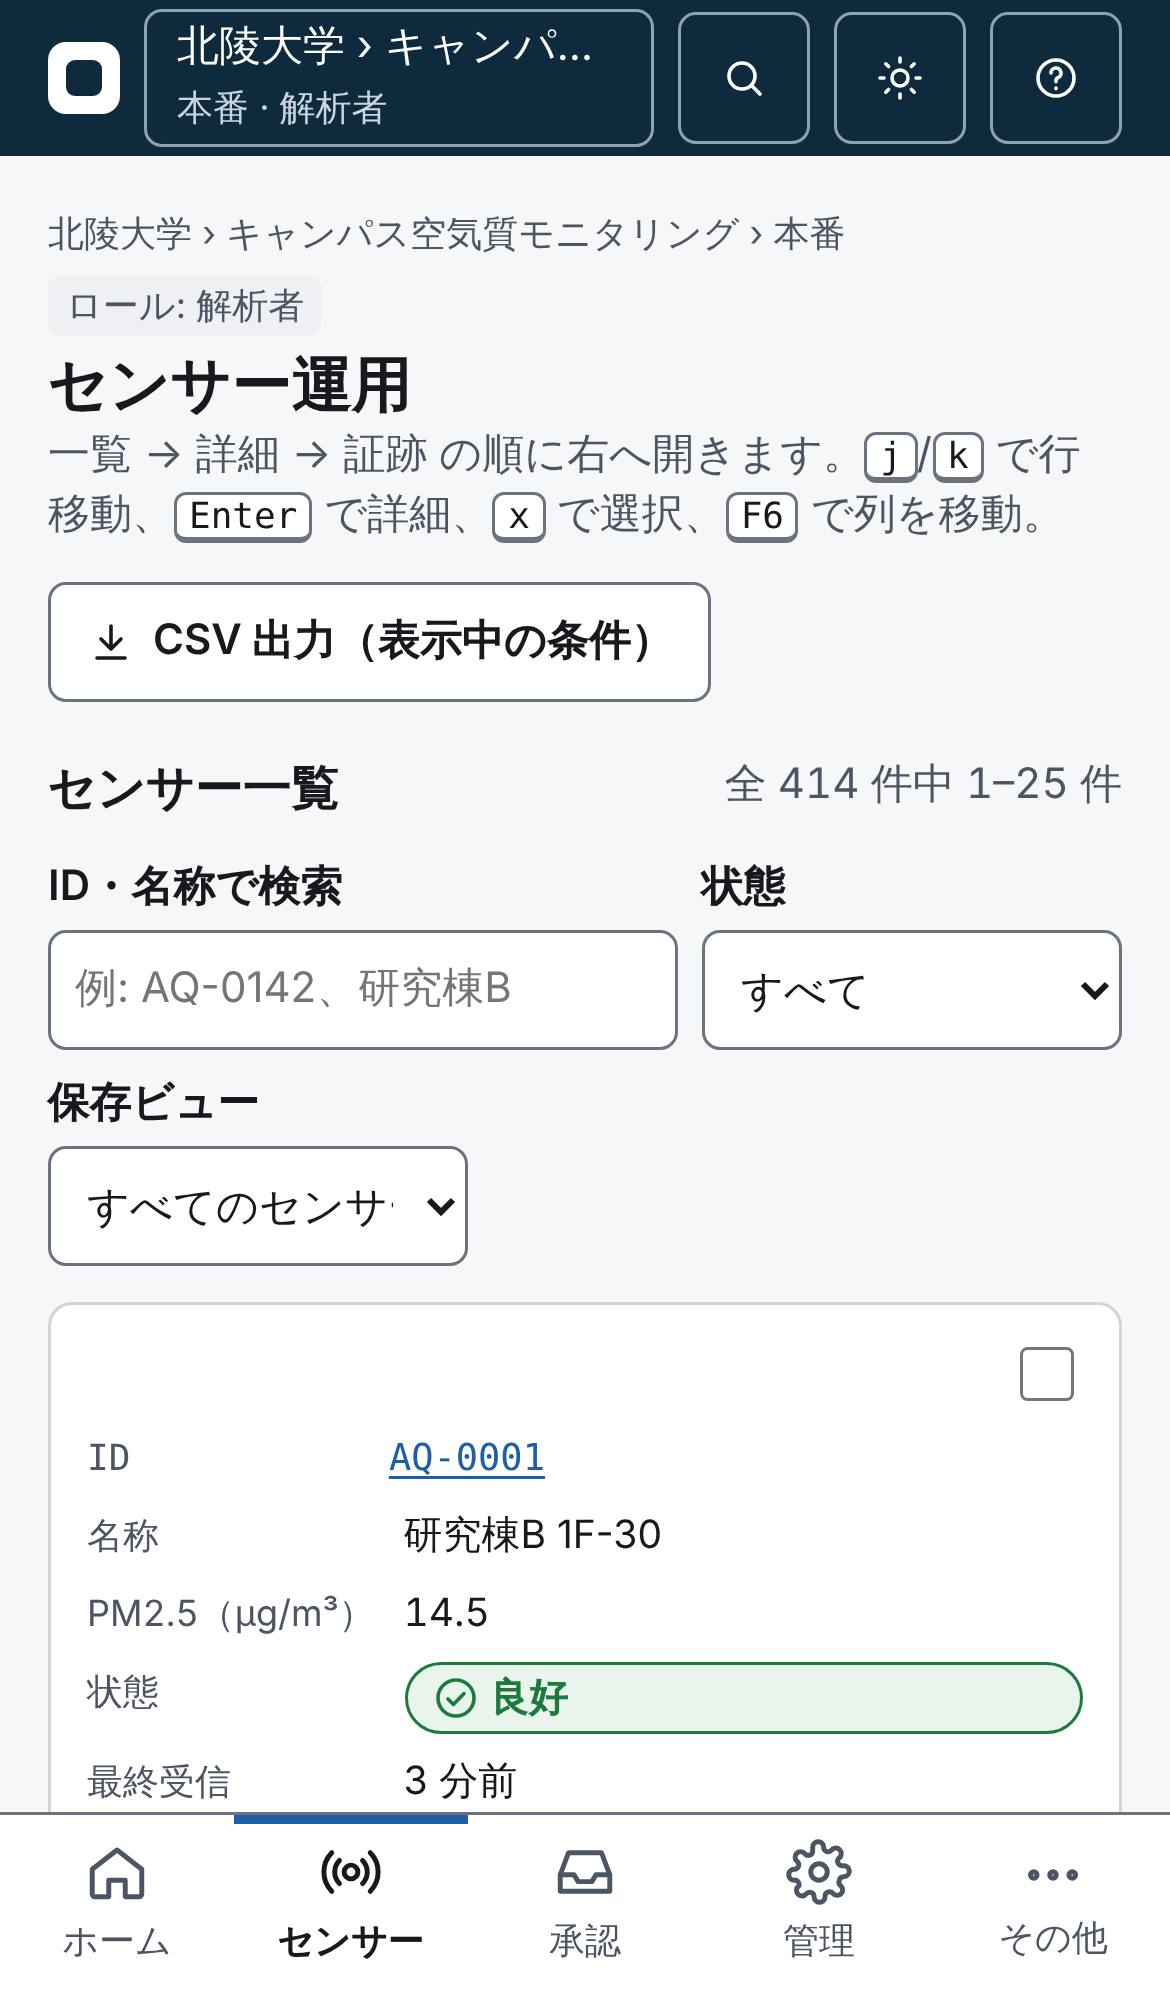 北陵大学 › キャンパ…
本番 · 解析者
北陵大学 › キャンパス空気質モニタリング › 本番
ロール: 解析者
センサー運用
一覧 → 詳細 → 証跡 の順に右へ開きます。 j/k で行
移動、 Enter で詳細、 x で選択、 F6 で列を移動。
CSV 出力（表示中の条件）
センサー一覧
全 414 件中 1–25 件
ID・名称で検索
状態
例: AQ-0142、研究棟B
すべて
保存ビュー
すべてのセンサ
ID
AQ-0001
名称
研究棟B 1F-30
PM2.5（µg/m³）
14.5
状態
良好
最終受信
3 分前
ホーム
センサー
承認
管理
その他